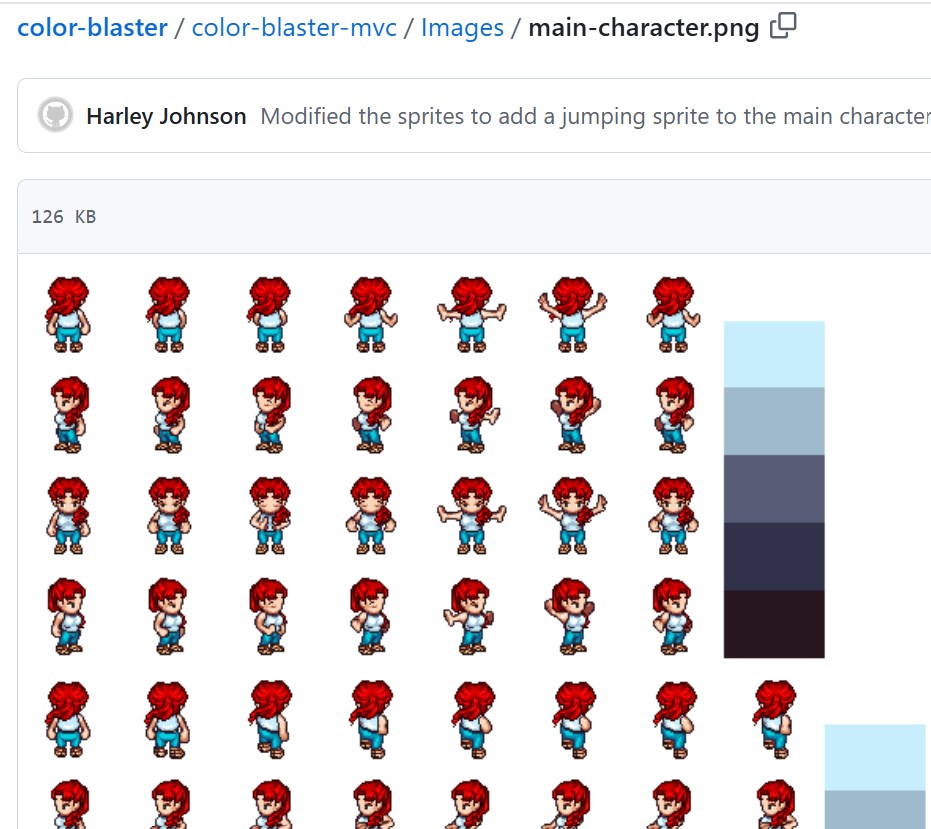 color-blaster / color-blaster-mvc / Images / main-character.png
Harley Johnson Modified the sprites to add a jumping sprite to the main character
126 KB